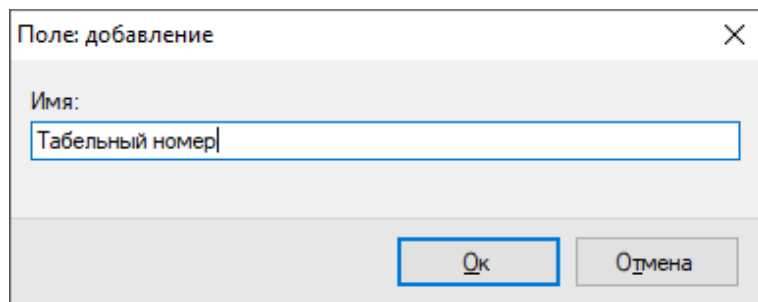 Поле: добавление
Имя:
Табельный номер
Ок
Отмена